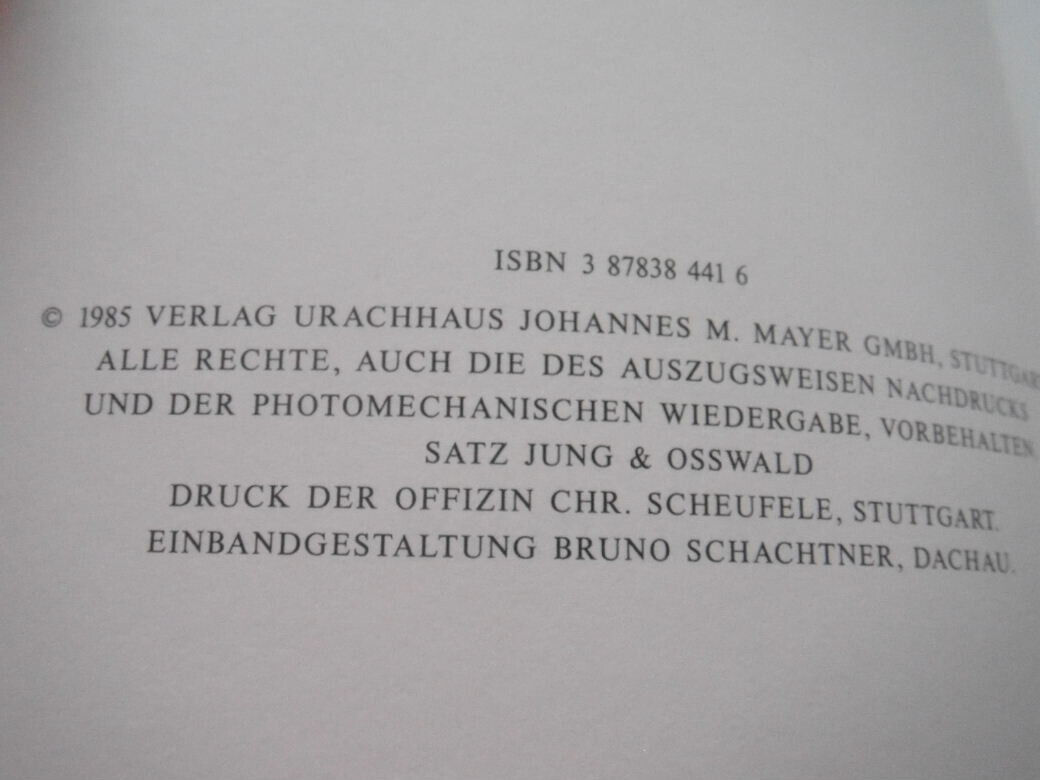 ISBN 3 87838 441 6
© 1985 VERLAG URACHHAUS JOHANNES M. MAYER GMBH, STUTTGART
ALLE RECHTE, AUCH DIE DES AUSZUGSWEISEN NACHDRUCKS
UND DER PHOTOMECHANISCHEN WIEDERGABE, VORBEHALTEN
SATZ JUNG & OSSWALD
DRUCK DER OFFIZIN CHR. SCHEUFELE, STUTTGART.
EINBANDGESTALTUNG BRUNO SCHACHTNER, DACHAU.